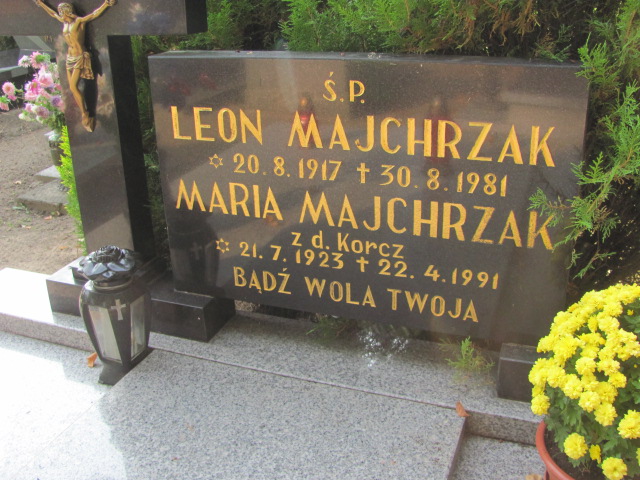 Ś.P.
LEON MAJCHRZAK
✡ 20.8.1917 ✝ 30.8.1981
MARIA MAJCHRZAK
z d. Korcz
✡ 21.7.1923 ✝ 22.4.1991
BĄDŹ WOLA TWOJA